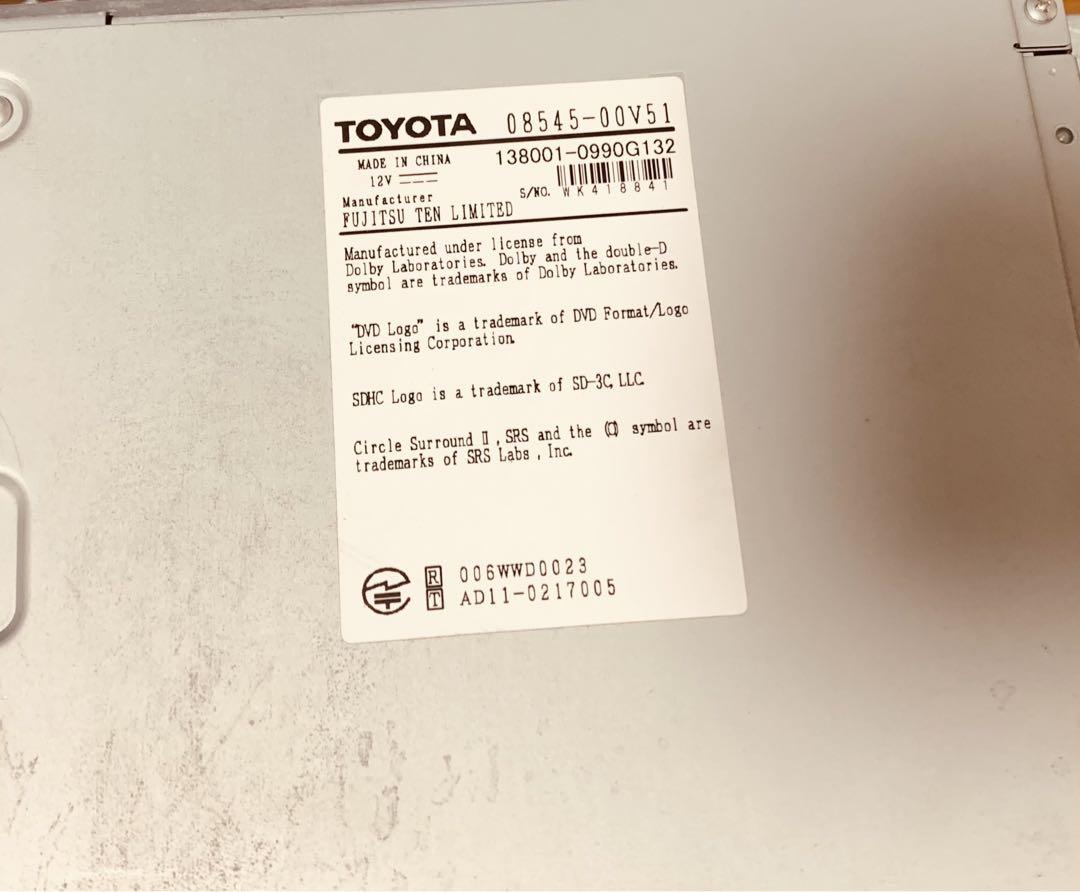 TOYOTA 08545-00V51
MADE IN CHINA 138001-0990G132
12V
S/NO. WK418841
Manufacturer
FUJITSU TEN LIMITED
Manufactured under license from
Dolby Laboratories. Dolby and the double-D
symbol are trademarks of Dolby Laboratories.
"DVD Logo" is a trademark of DVD Format/Logo
Licensing Corporation.
SDHC Logo is a trademark of SD-3C, LLC.
Circle Surround Ⅱ, SRS and the symbol are
trademarks of SRS Labs, Inc.
R 006WWD0023
T AD11-0217005